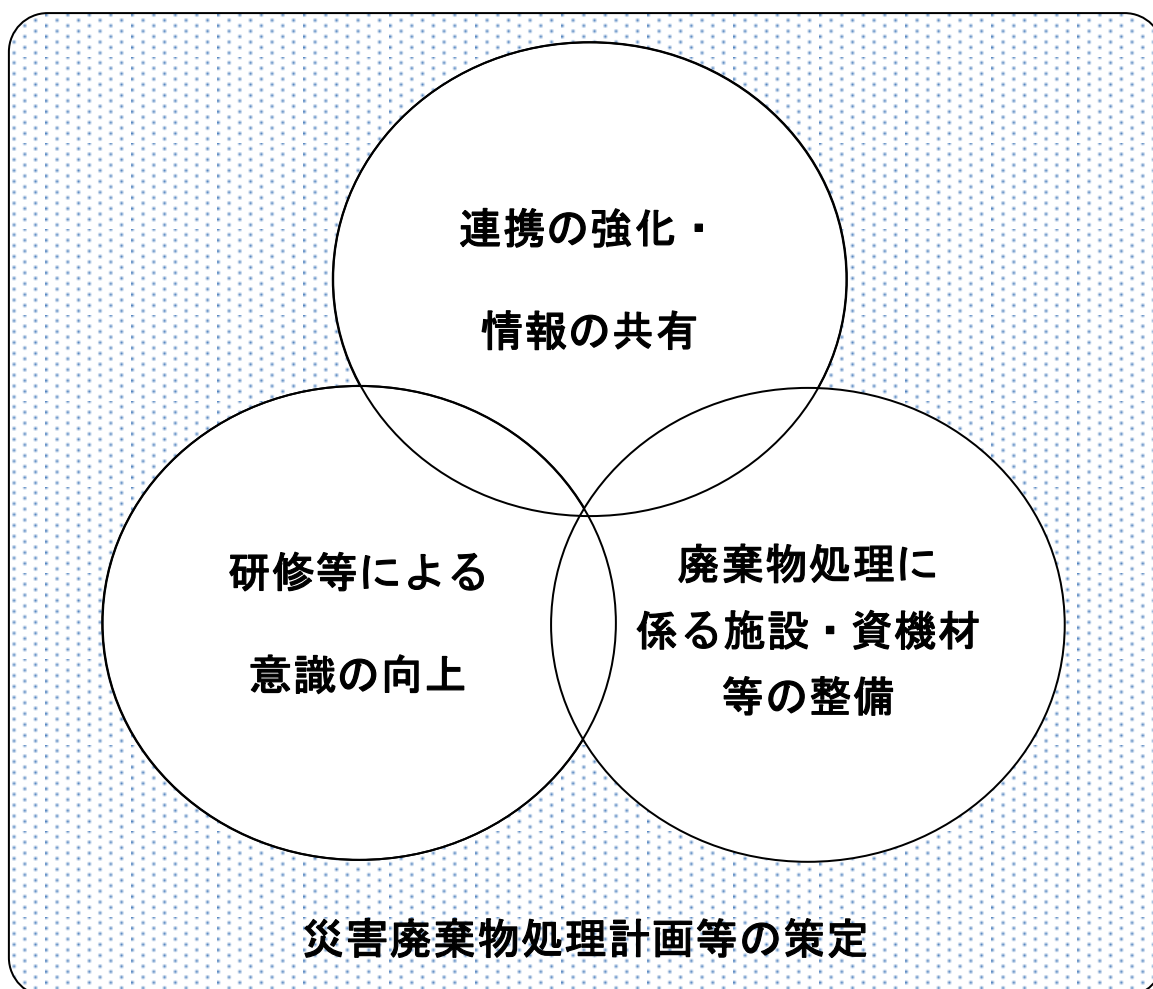 連携の強化・
情報の共有
研修等による
意識の向上
廃棄物処理に
係る施設・資機材
等の整備
災害廃棄物処理計画等の策定